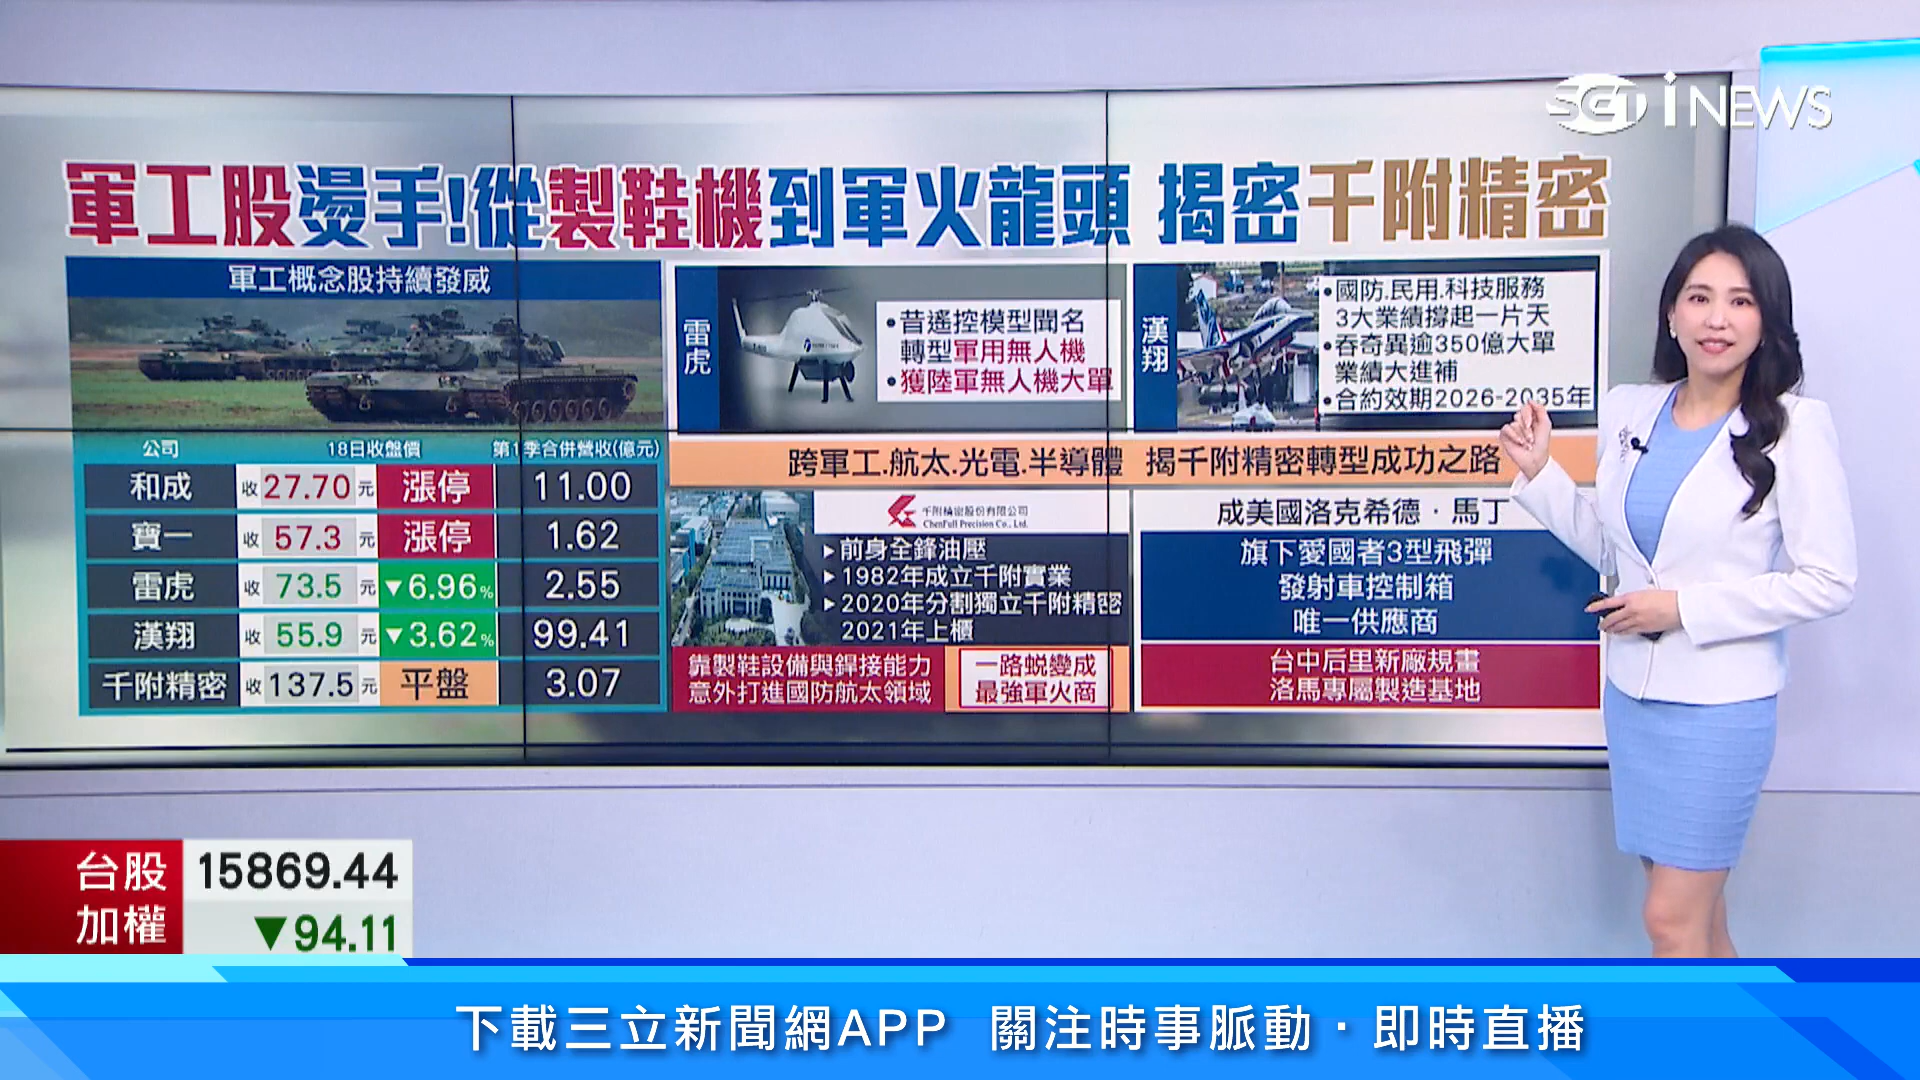 SET iNEWS
軍工股燙手!從製鞋機到軍火龍頭 揭密千附精密
軍工概念股持續發威
公司 18日收盤價 第1季合併營收(億元)
和成 收27.70元 漲停 11.00
寶一 收57.3元 漲停 1.62
雷虎 收73.5元 ▼6.96% 2.55
漢翔 收55.9元 ▼3.62% 99.41
千附精密 收137.5元 平盤 3.07
雷虎
•昔遙控模型聞名
轉型軍用無人機
•獲陸軍無人機大單
漢翔
•國防.民用.科技服務
3大業績撐起一片天
•吞奇異逾350億大單
業績大進補
•合約效期2026-2035年
跨軍工.航太.光電.半導體 揭千附精密轉型成功之路
千附精密股份有限公司
ChenFull Precision Co., Ltd.
▶前身全鋒油壓
▶1982年成立千附實業
▶2020年分割獨立千附精密
2021年上櫃
靠製鞋設備與銲接能力
意外打進國防航太領域
一路蛻變成
最強軍火商
成美國洛克希德·馬丁
旗下愛國者3型飛彈
發射車控制箱
唯一供應商
台中后里新廠規畫
洛馬專屬製造基地
台股
加權
15869.44
▼94.11
下載三立新聞網APP 關注時事脈動·即時直播